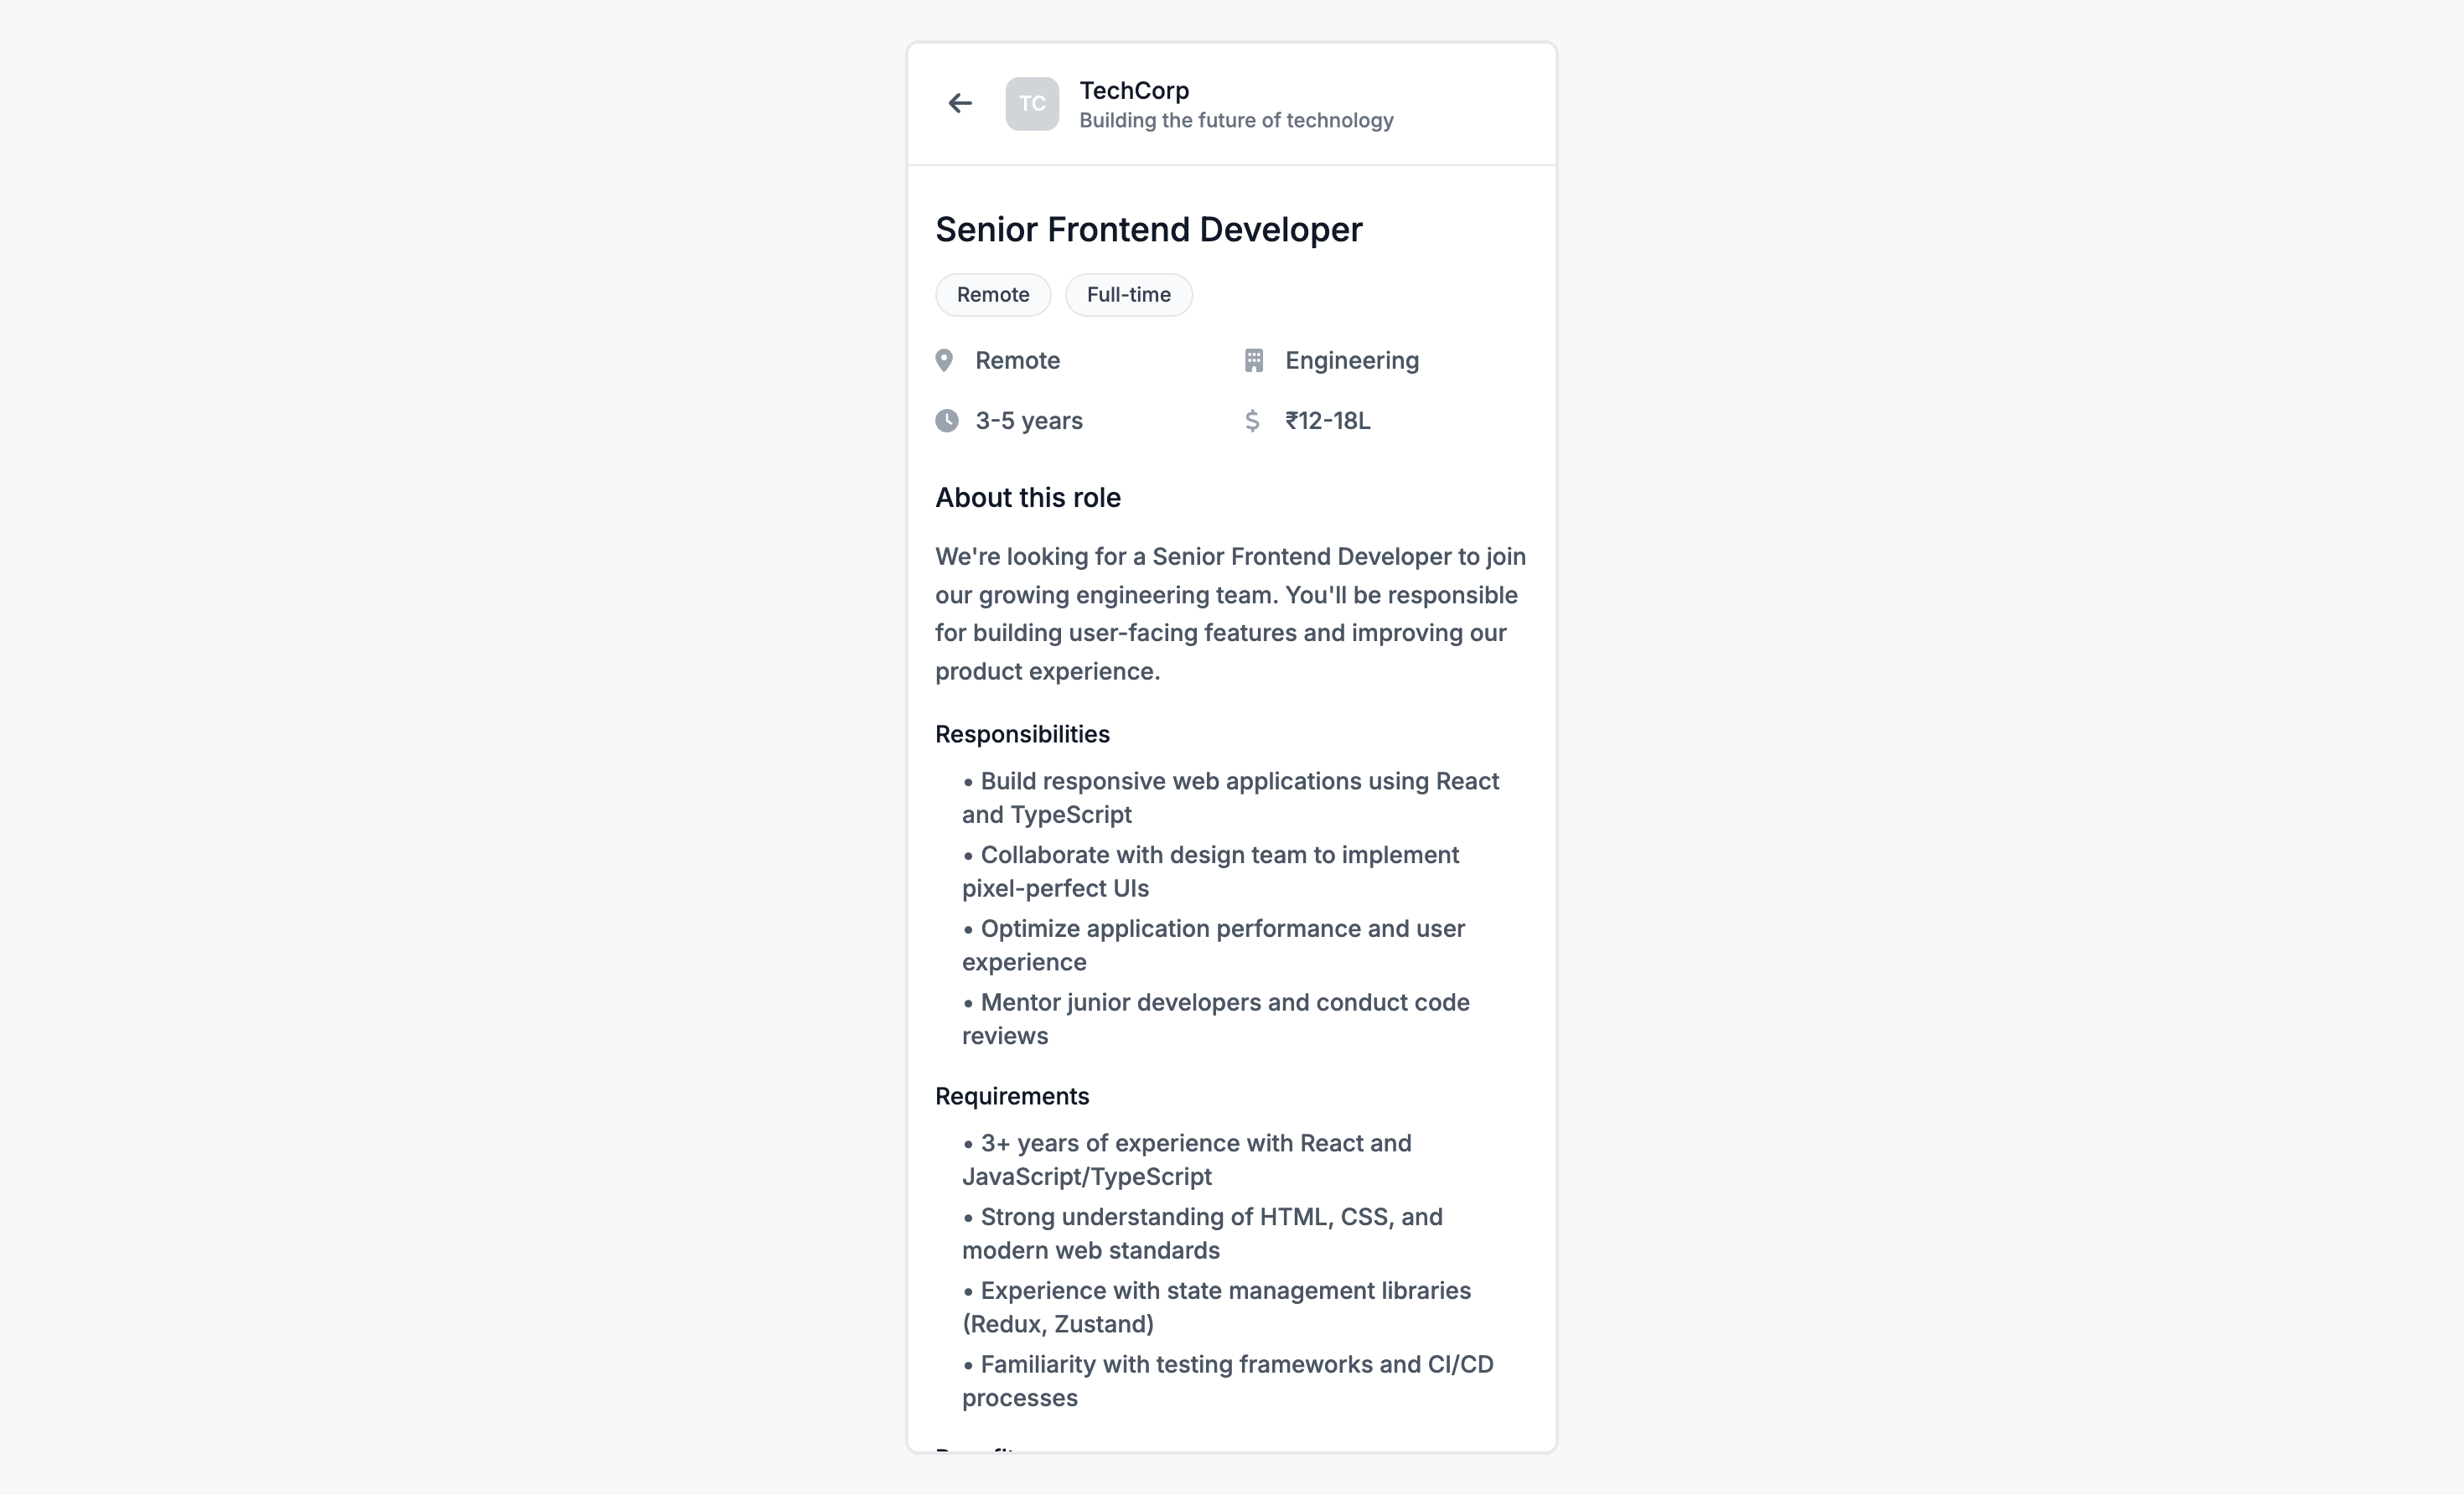 TC
TechCorp
Building the future of technology
Senior Frontend Developer
Remote
Full-time
Remote
Engineering
3-5 years
$ ₹12-18L
About this role
We're looking for a Senior Frontend Developer to join
our growing engineering team. You'll be responsible
for building user-facing features and improving our
product experience.
Responsibilities
• Build responsive web applications using React
and TypeScript
• Collaborate with design team to implement
pixel-perfect UIs
• Optimize application performance and user
experience
• Mentor junior developers and conduct code
reviews
Requirements
• 3+ years of experience with React and
JavaScript/TypeScript
• Strong understanding of HTML, CSS, and
modern web standards
• Experience with state management libraries
(Redux, Zustand)
• Familiarity with testing frameworks and CI/CD
processes